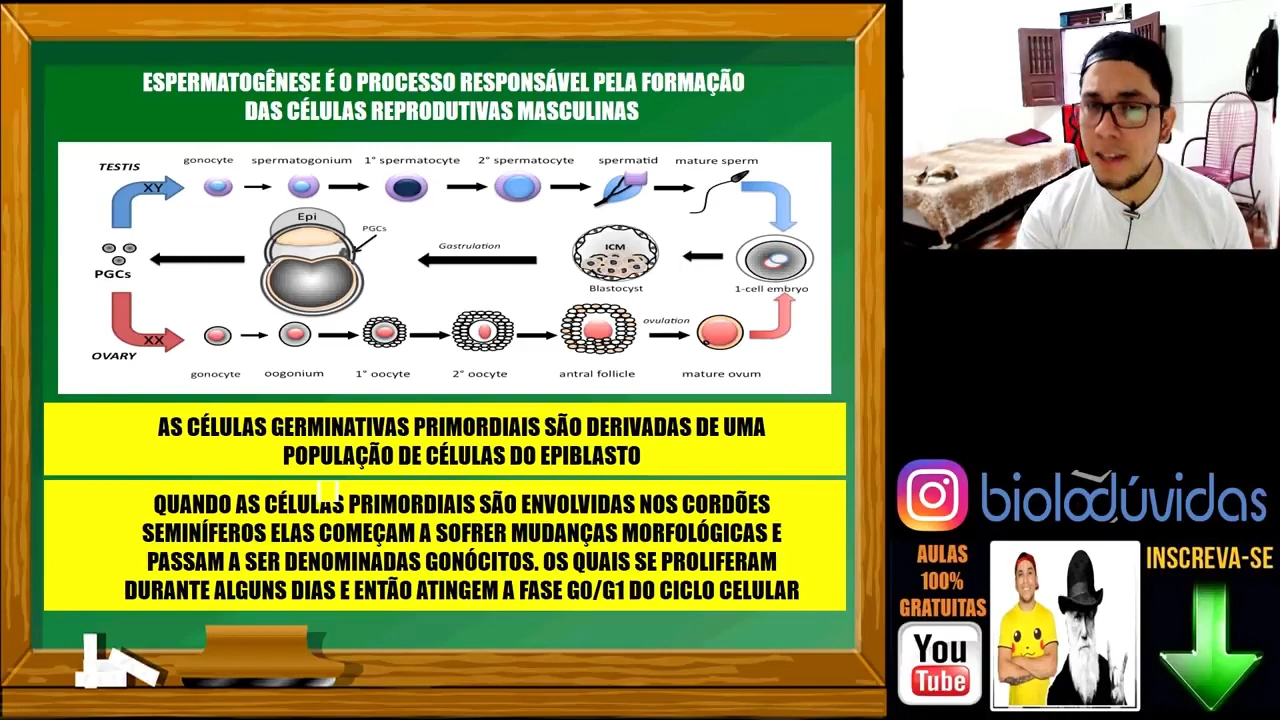 ESPERMATOGÊNESE É O PROCESSO RESPONSÁVEL PELA FORMAÇÃO
DAS CÉLULAS REPRODUTIVAS MASCULINAS
TESTIS
gonocyte
spermatogonium
1° spermatocyte
2° spermatocyte
spermatid
mature sperm
XY
Epi
PGCs
Gastrulation
ICM
PGCs
Blastocyst
1-cell embryo
XX
ovulation
OVARY
gonocyte
oogonium
1° oocyte
2° oocyte
antral follicle
mature ovum
AS CÉLULAS GERMINATIVAS PRIMORDIAIS SÃO DERIVADAS DE UMA
POPULAÇÃO DE CÉLULAS DO EPIBLASTO
QUANDO AS CÉLULAS PRIMORDIAIS SÃO ENVOLVIDAS NOS CORDÕES
SEMINÍFEROS ELAS COMEÇAM A SOFRER MUDANÇAS MORFOLÓGICAS E
PASSAM A SER DENOMINADAS GONÓCITOS. OS QUAIS SE PROLIFERAM
DURANTE ALGUNS DIAS E ENTÃO ATINGEM A FASE G0/G1 DO CICLO CELULAR
biolodúvidas
AULAS
100%
GRATUITAS
You
Tube
INSCREVA-SE